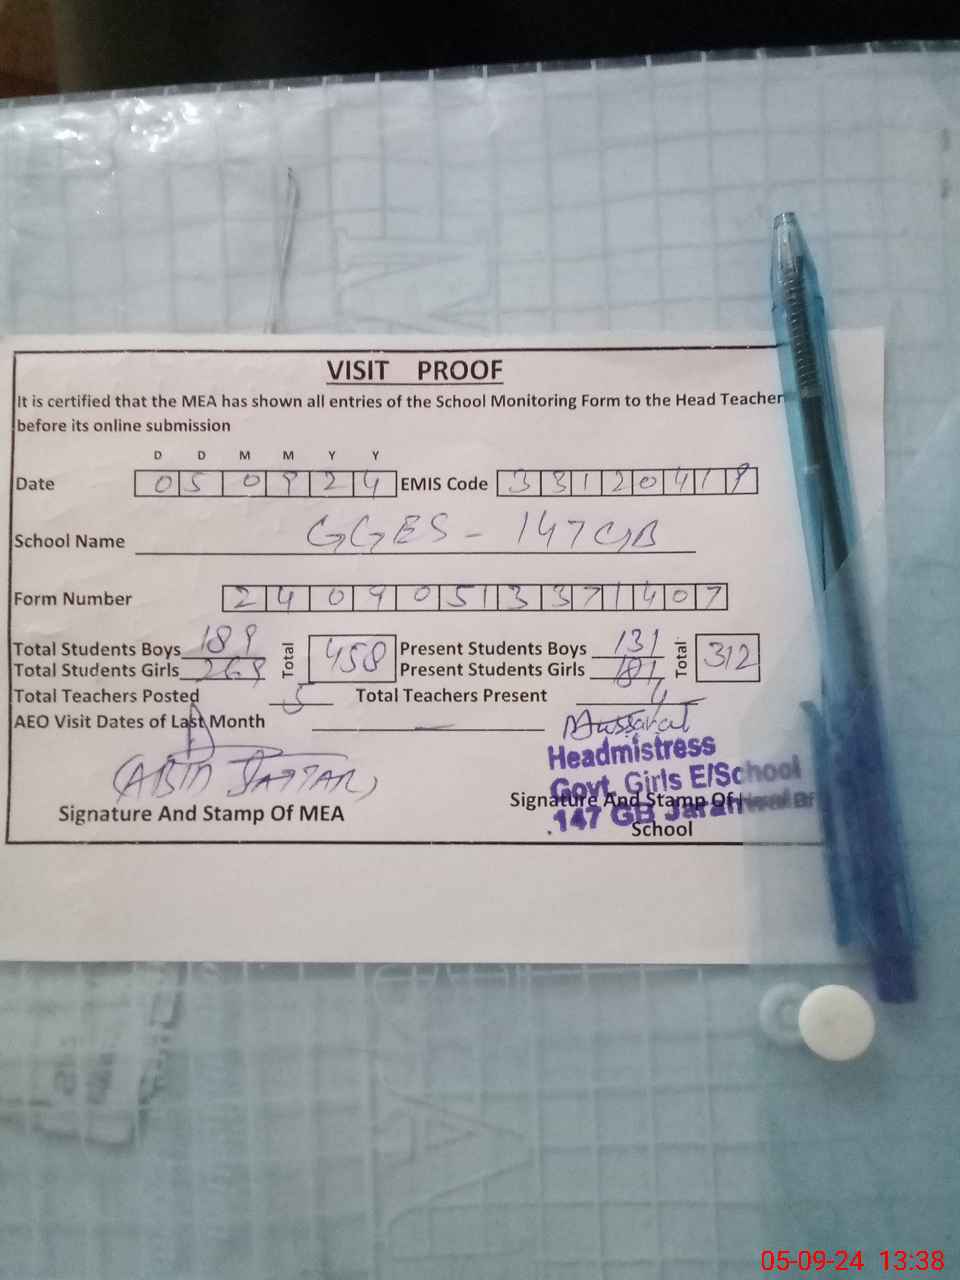 VISIT PROOF
It is certified that the MEA has shown all entries of the School Monitoring Form to the Head Teacher
before its online submission
D D M M Y Y
Date 0 5 0 9 2 4 EMIS Code 3 3 1 2 0 4 1 9
School Name GGES - 147 GB
Form Number 2 4 0 9 0 5 1 3 3 7 1 4 0 7
Total Students Boys 189 Total 458 Present Students Boys 131 Total 312
Total Students Girls 269 Present Students Girls 181
Total Teachers Posted 5 Total Teachers Present 4
AEO Visit Dates of Last Month -
Mussarat
Headmistress
Govt. Girls E/School
147 GB Jaranwala
Signature And Stamp Of MEA
Signature And Stamp Of
School
05-09-24 13:38